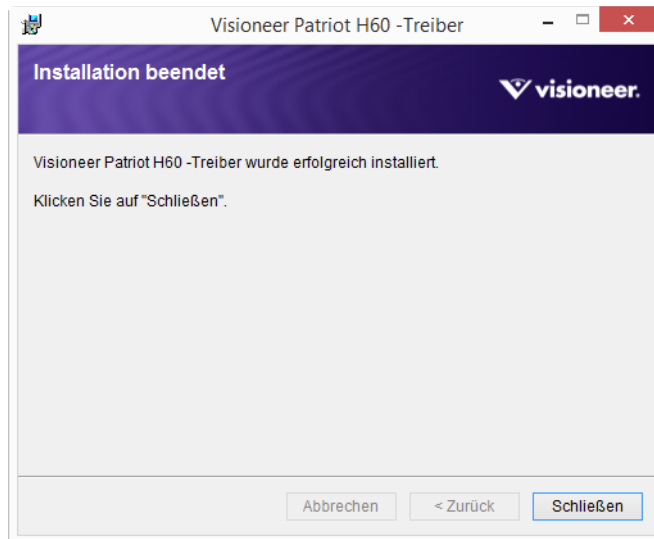 Visioneer Patriot H60 -Treiber
Installation beendet
visioneer.
Visioneer Patriot H60 -Treiber wurde erfolgreich installiert.
Klicken Sie auf "Schließen".
Abbrechen
< Zurück
Schließen